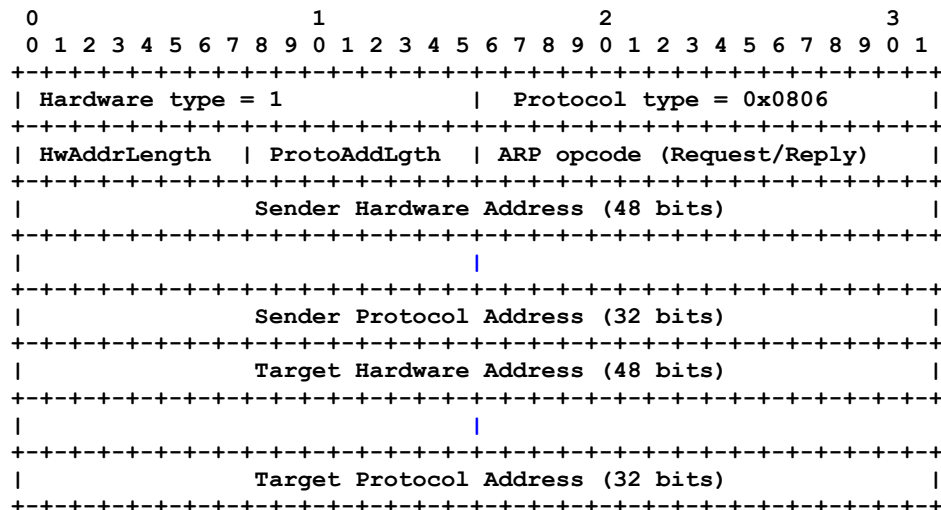 0                   1                   2                   3
0 1 2 3 4 5 6 7 8 9 0 1 2 3 4 5 6 7 8 9 0 1 2 3 4 5 6 7 8 9 0 1
+-+-+-+-+-+-+-+-+-+-+-+-+-+-+-+-+-+-+-+-+-+-+-+-+-+-+-+-+-+-+-+-+
| Hardware type = 1             |  Protocol type = 0x0806       |
+-+-+-+-+-+-+-+-+-+-+-+-+-+-+-+-+-+-+-+-+-+-+-+-+-+-+-+-+-+-+-+-+
| HwAddrLength  | ProtoAddLgth  | ARP opcode (Request/Reply)    |
+-+-+-+-+-+-+-+-+-+-+-+-+-+-+-+-+-+-+-+-+-+-+-+-+-+-+-+-+-+-+-+-+
|                Sender Hardware Address (48 bits)              |
+-+-+-+-+-+-+-+-+-+-+-+-+-+-+-+-+-+-+-+-+-+-+-+-+-+-+-+-+-+-+-+-+
|                               |
+-+-+-+-+-+-+-+-+-+-+-+-+-+-+-+-+-+-+-+-+-+-+-+-+-+-+-+-+-+-+-+-+
|                Sender Protocol Address (32 bits)              |
+-+-+-+-+-+-+-+-+-+-+-+-+-+-+-+-+-+-+-+-+-+-+-+-+-+-+-+-+-+-+-+-+
|                Target Hardware Address (48 bits)              |
+-+-+-+-+-+-+-+-+-+-+-+-+-+-+-+-+-+-+-+-+-+-+-+-+-+-+-+-+-+-+-+-+
|                               |
+-+-+-+-+-+-+-+-+-+-+-+-+-+-+-+-+-+-+-+-+-+-+-+-+-+-+-+-+-+-+-+-+
|                Target Protocol Address (32 bits)              |
+-+-+-+-+-+-+-+-+-+-+-+-+-+-+-+-+-+-+-+-+-+-+-+-+-+-+-+-+-+-+-+-+